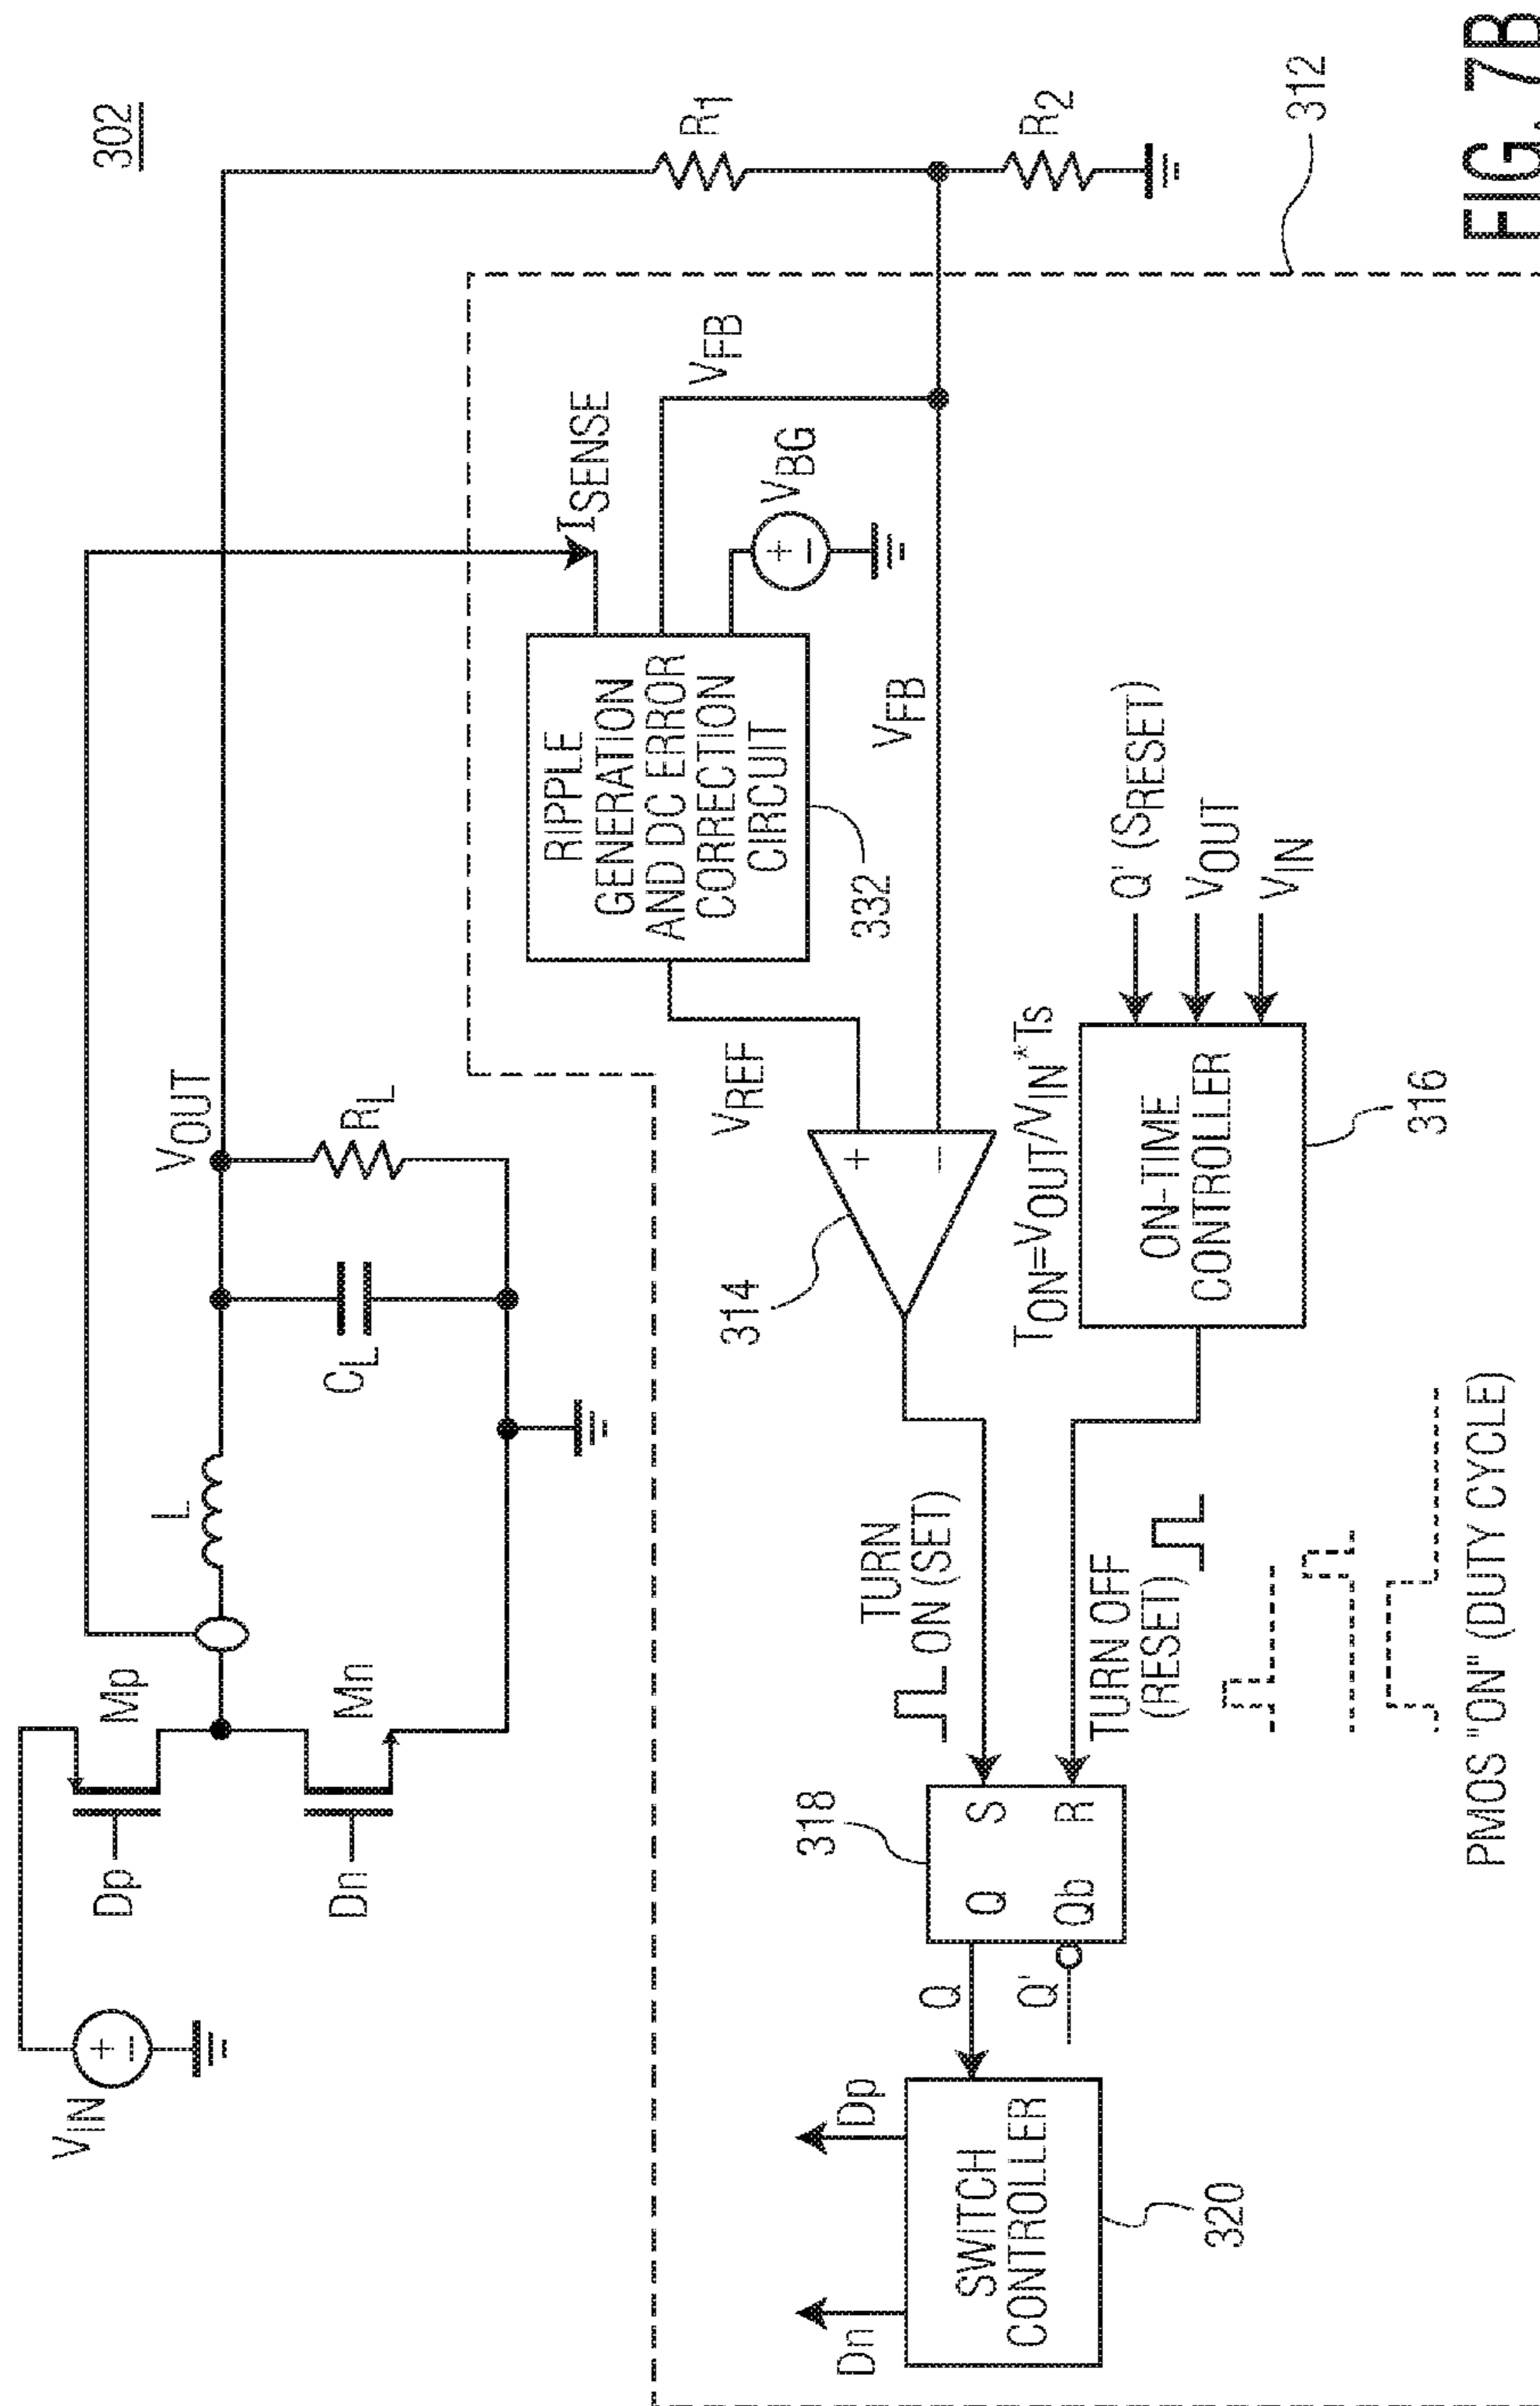 302
VIN
Dp
Mp
Dn
Mn
L
CL
VOUT
RL
R1
R2
ISENSE
VFB
VBG
RIPPLE
GENERATION
AND DC ERROR
CORRECTION
CIRCUIT
332
VREF
VFB
314
+
−
TON=VOUT/VIN*Ts
ON-TIME
CONTROLLER
316
Q' (SRESET)
VOUT
VIN
TURN
ON (SET)
TURN OFF
(RESET)
318
Q S
Qb R
Q
Q'
Dn
Dp
SWITCH
CONTROLLER
320
PMOS "ON" (DUTY CYCLE)
312
FIG. 7B